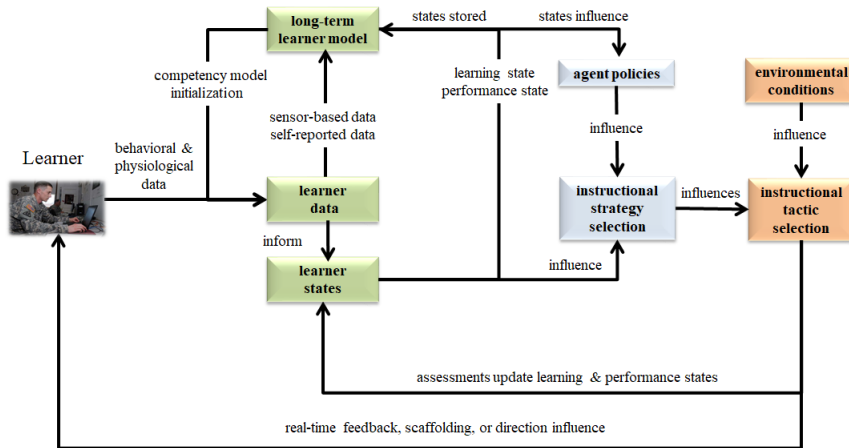 long-term
learner model
states stored
states influence
competency model
initialization
learning state
performance state
agent policies
environmental
conditions
sensor-based data
self-reported data
influence
influence
Learner
behavioral &
physiological
data
learner
data
instructional
strategy
selection
influences
instructional
tactic
selection
inform
learner
states
influence
assessments update learning & performance states
real-time feedback, scaffolding, or direction influence